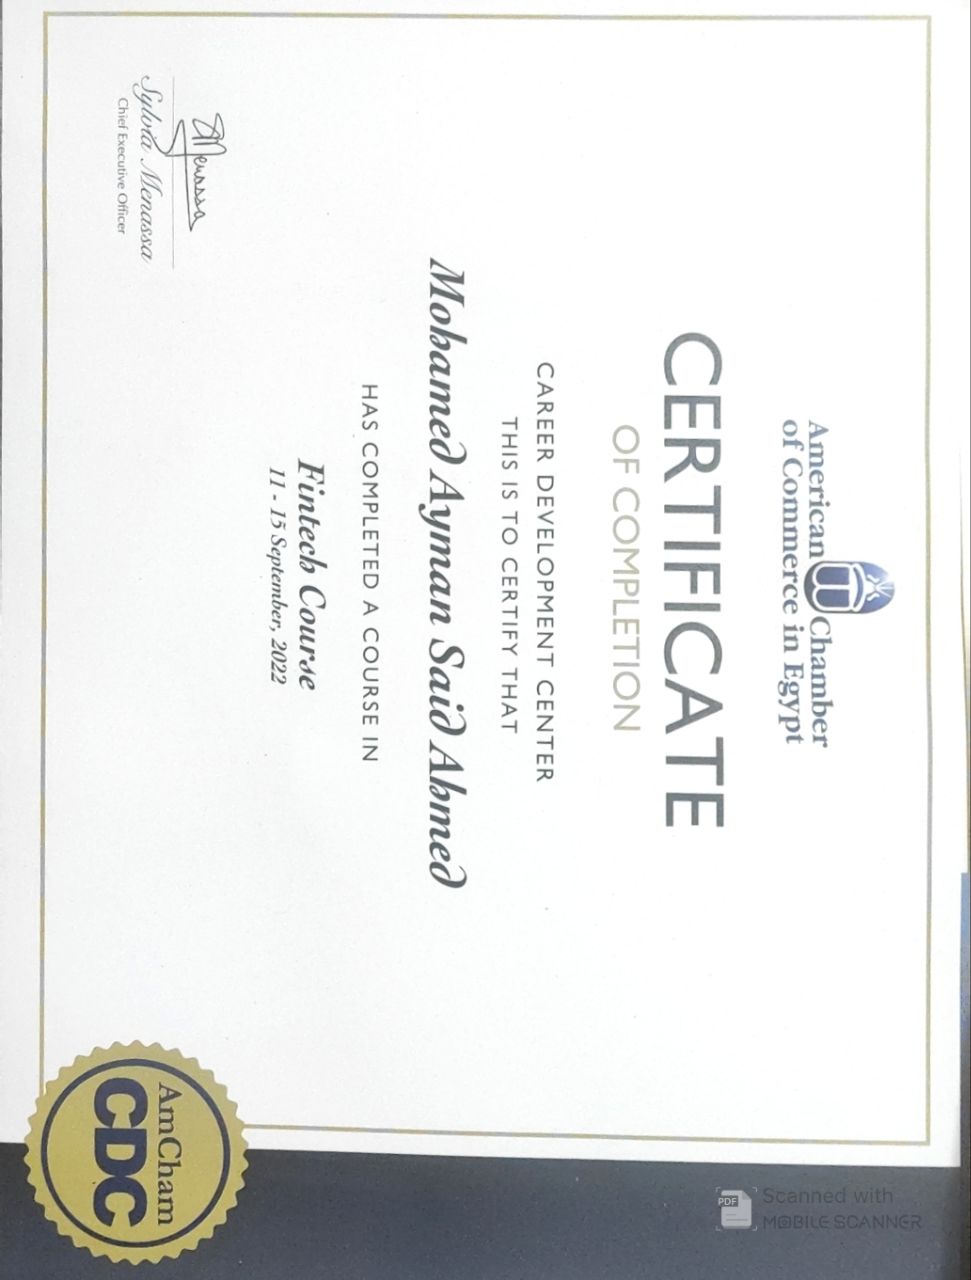 American Chamber
of Commerce in Egypt
CERTIFICATE
OF COMPLETION
CAREER DEVELOPMENT CENTER
THIS IS TO CERTIFY THAT
Mohamed Ayman Said Ahmed
HAS COMPLETED A COURSE IN
Fintech Course
11 - 15 September, 2022
SMenassa
Sylvia Menassa
Chief Executive Officer
AmCham
CDC
Scanned with
MOBILE SCANNER
PDF